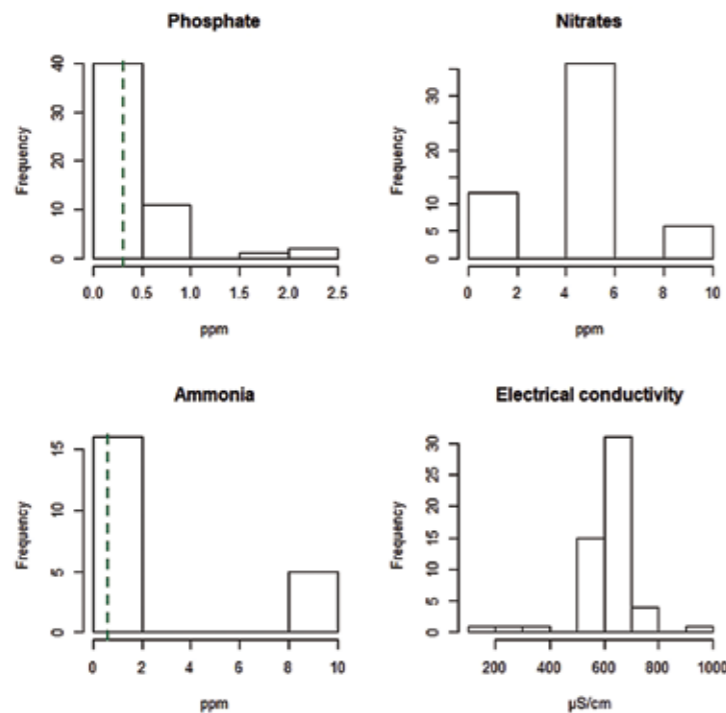 Phosphate
Frequency
40
30
20
10
0
0.0 0.5 1.0 1.5 2.0 2.5
ppm
Nitrates
Frequency
30
20
10
5
0
0 2 4 6 8 10
ppm
Ammonia
Frequency
15
10
5
0
0 2 4 6 8 10
ppm
Electrical conductivity
Frequency
30
25
20
15
10
5
0
200 400 600 800 1000
µS/cm